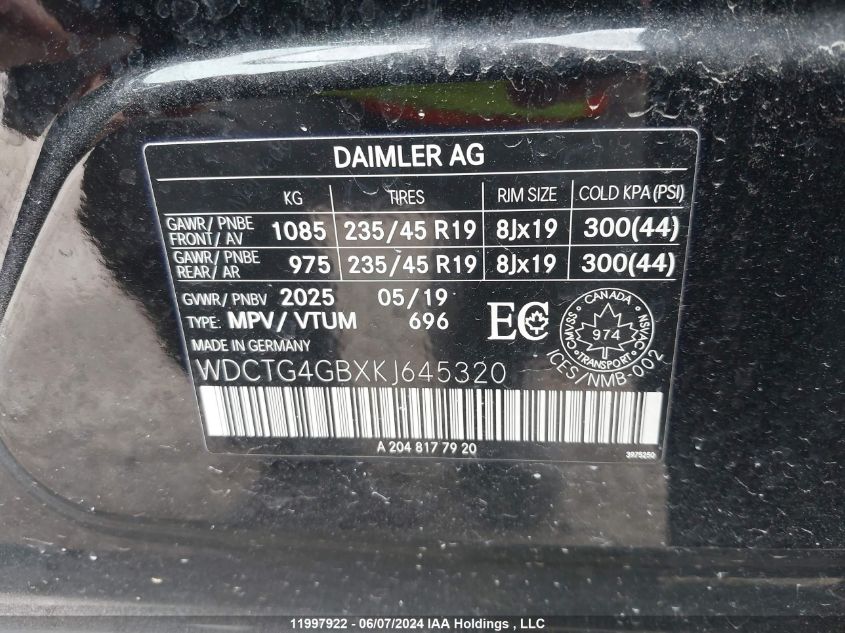 DAIMLER AG
KG TIRES RIM SIZE COLD KPA (PSI)
GAWR/ PNBE FRONT/ AV 1085 235/45 R19 8Jx19 300(44)
GAWR/ PNBE REAR/ AR 975 235/45 R19 8Jx19 300(44)
GVWR/ PNBV 2025 05/19
TYPE: MPV/ VTUM 696
EC
CANADA
CMVSS 974 NSVAC
TRANSPORT
MADE IN GERMANY
ICES/NMB-002
WDCTG4GBXKJ645320
A 204 817 79 20
3975250
11997922 - 06/07/2024 IAA Holdings , LLC